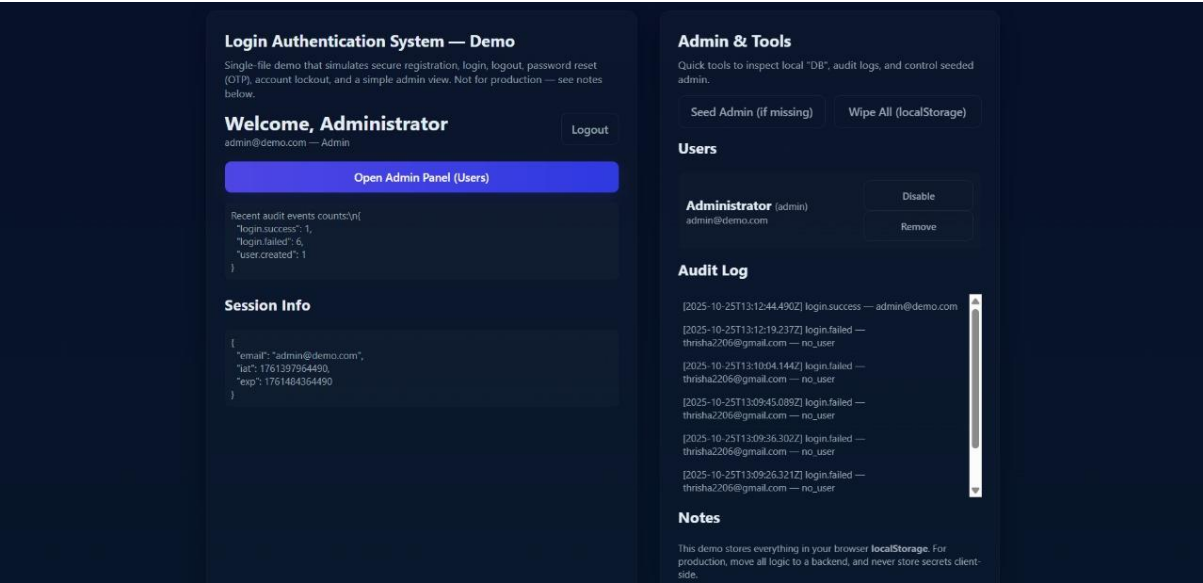 Login Authentication System — Demo
Single-file demo that simulates secure registration, login, logout, password reset
(OTP), account lockout, and a simple admin view. Not for production — see notes
below.
Welcome, Administrator
admin@demo.com — Admin
Logout
Open Admin Panel (Users)
Recent audit events counts:\n{
"login.success": 1,
"login.failed": 6,
"user.created": 1
}
Session Info
{
"email": "admin@demo.com",
"iat": 1761397964490,
"exp": 1761484364490
}
Admin & Tools
Quick tools to inspect local "DB", audit logs, and control seeded
admin.
Seed Admin (if missing)
Wipe All (localStorage)
Users
Administrator (admin)
admin@demo.com
Disable
Remove
Audit Log
[2025-10-25T13:12:44.490Z] login.success — admin@demo.com
[2025-10-25T13:12:19.237Z] login.failed —
thrisha2206@gmail.com — no_user
[2025-10-25T13:10:04.144Z] login.failed —
thrisha2206@gmail.com — no_user
[2025-10-25T13:09:45.089Z] login.failed —
thrisha2206@gmail.com — no_user
[2025-10-25T13:09:36.302Z] login.failed —
thrisha2206@gmail.com — no_user
[2025-10-25T13:09:26.321Z] login.failed —
thrisha2206@gmail.com — no_user
Notes
This demo stores everything in your browser localStorage. For
production, move all logic to a backend, and never store secrets client-
side.